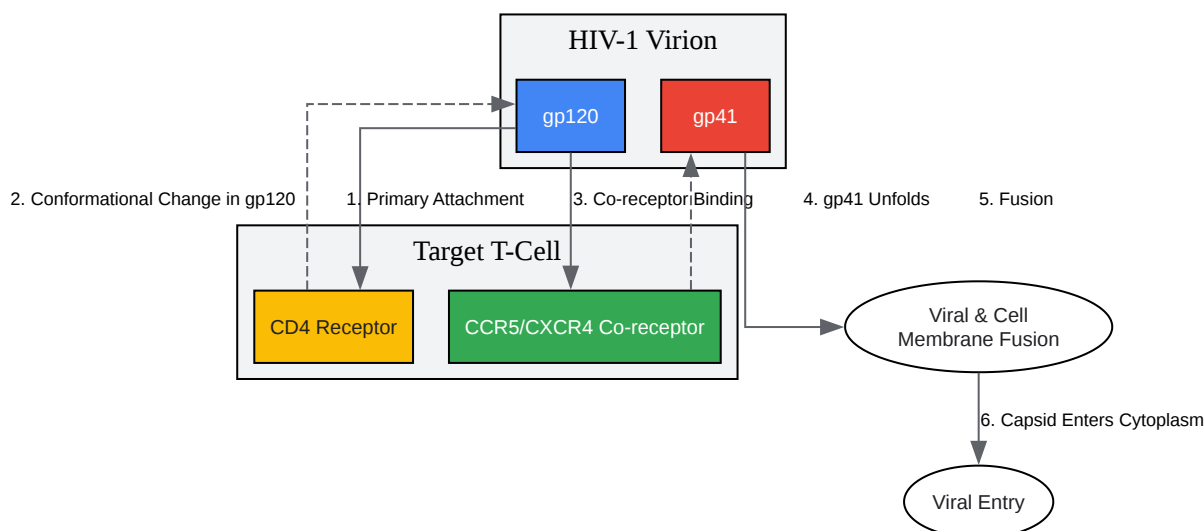 HIV-1 Virion
gp120
gp41
2. Conformational Change in gp120
1. Primary Attachment
3. Co-receptor Binding
4. gp41 Unfolds
5. Fusion
Target T-Cell
CD4 Receptor
CCR5/CXCR4 Co-receptor
Viral & Cell
Membrane Fusion
6. Capsid Enters Cytoplasm
Viral Entry